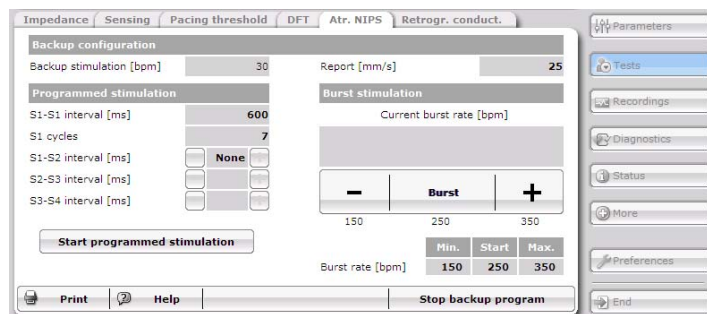 Impedance Sensing Pacing threshold DFT Atr. NIPS Retrogr. conduct.
Backup configuration
Backup stimulation [bpm] 30 Report [mm/s] 25
Programmed stimulation Burst stimulation
S1-S1 interval [ms] 600 Current burst rate [bpm]
S1 cycles 7
S1-S2 interval [ms] None
S2-S3 interval [ms]
S3-S4 interval [ms]
− Burst +
150 250 350
Start programmed stimulation
Min. Start Max.
Burst rate [bpm] 150 250 350
Print Help Stop backup program
Parameters
Tests
Recordings
Diagnostics
Status
More
Preferences
End